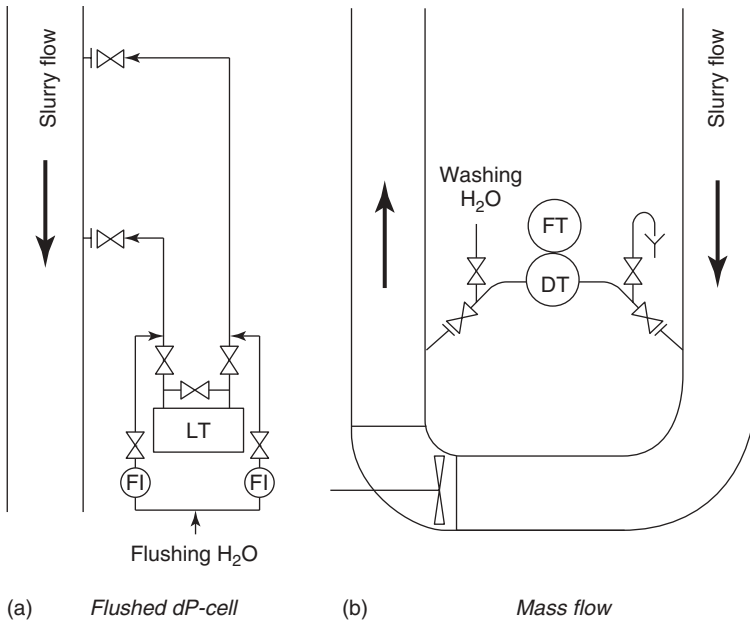 Slurry flow
LT
FI
FI
Flushing H₂O
(a)
Flushed dP-cell
Slurry flow
Washing
H₂O
FT
DT
(b)
Mass flow